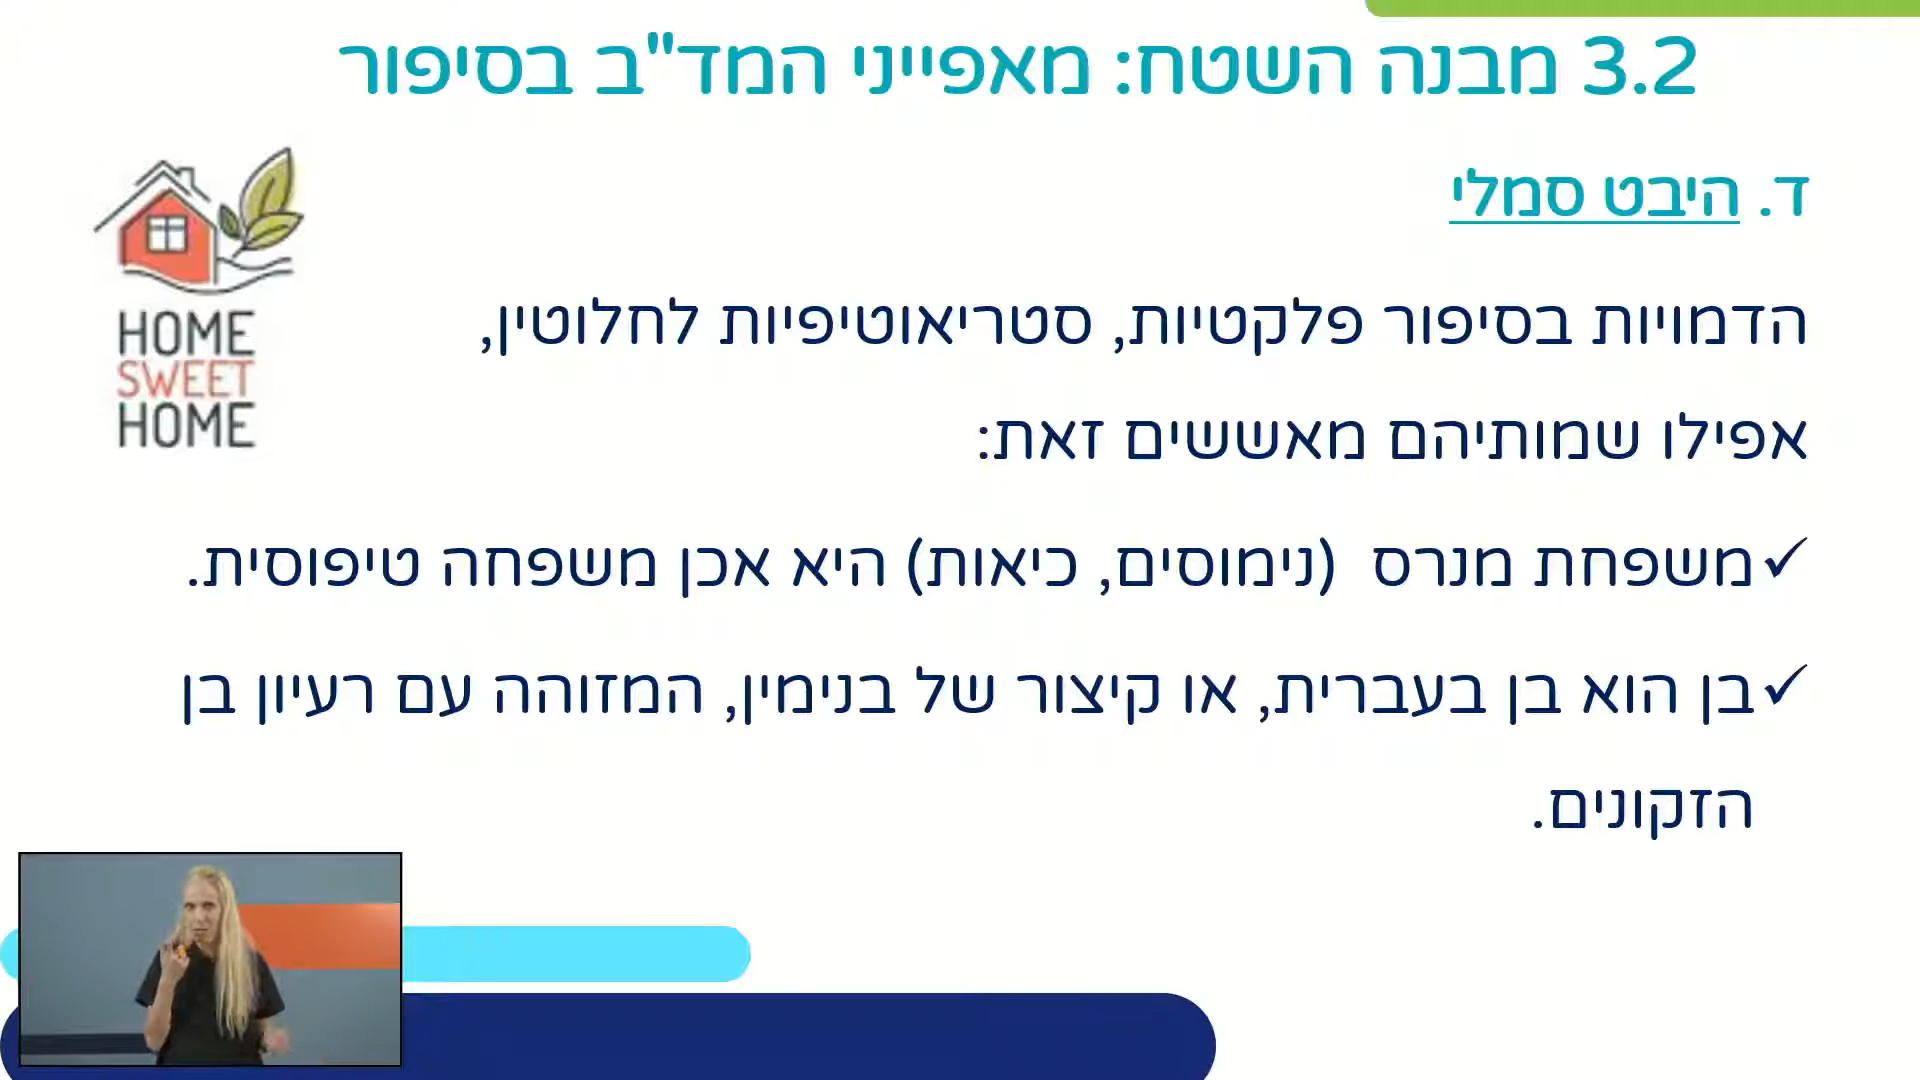 3.2 מבנה השטח: מאפייני המד"ב בסיפור
ד. היבט סמלי
הדמויות בסיפור פלקטיות, סטריאוטיפיות לחלוטין,
אפילו שמותיהם מאששים זאת:
✓משפחת מנרס (נימוסים, כיאות) היא אכן משפחה טיפוסית.
✓בן הוא בן בעברית, או קיצור של בנימין, המזוהה עם רעיון בן
הזקונים.
HOME
SWEET
HOME